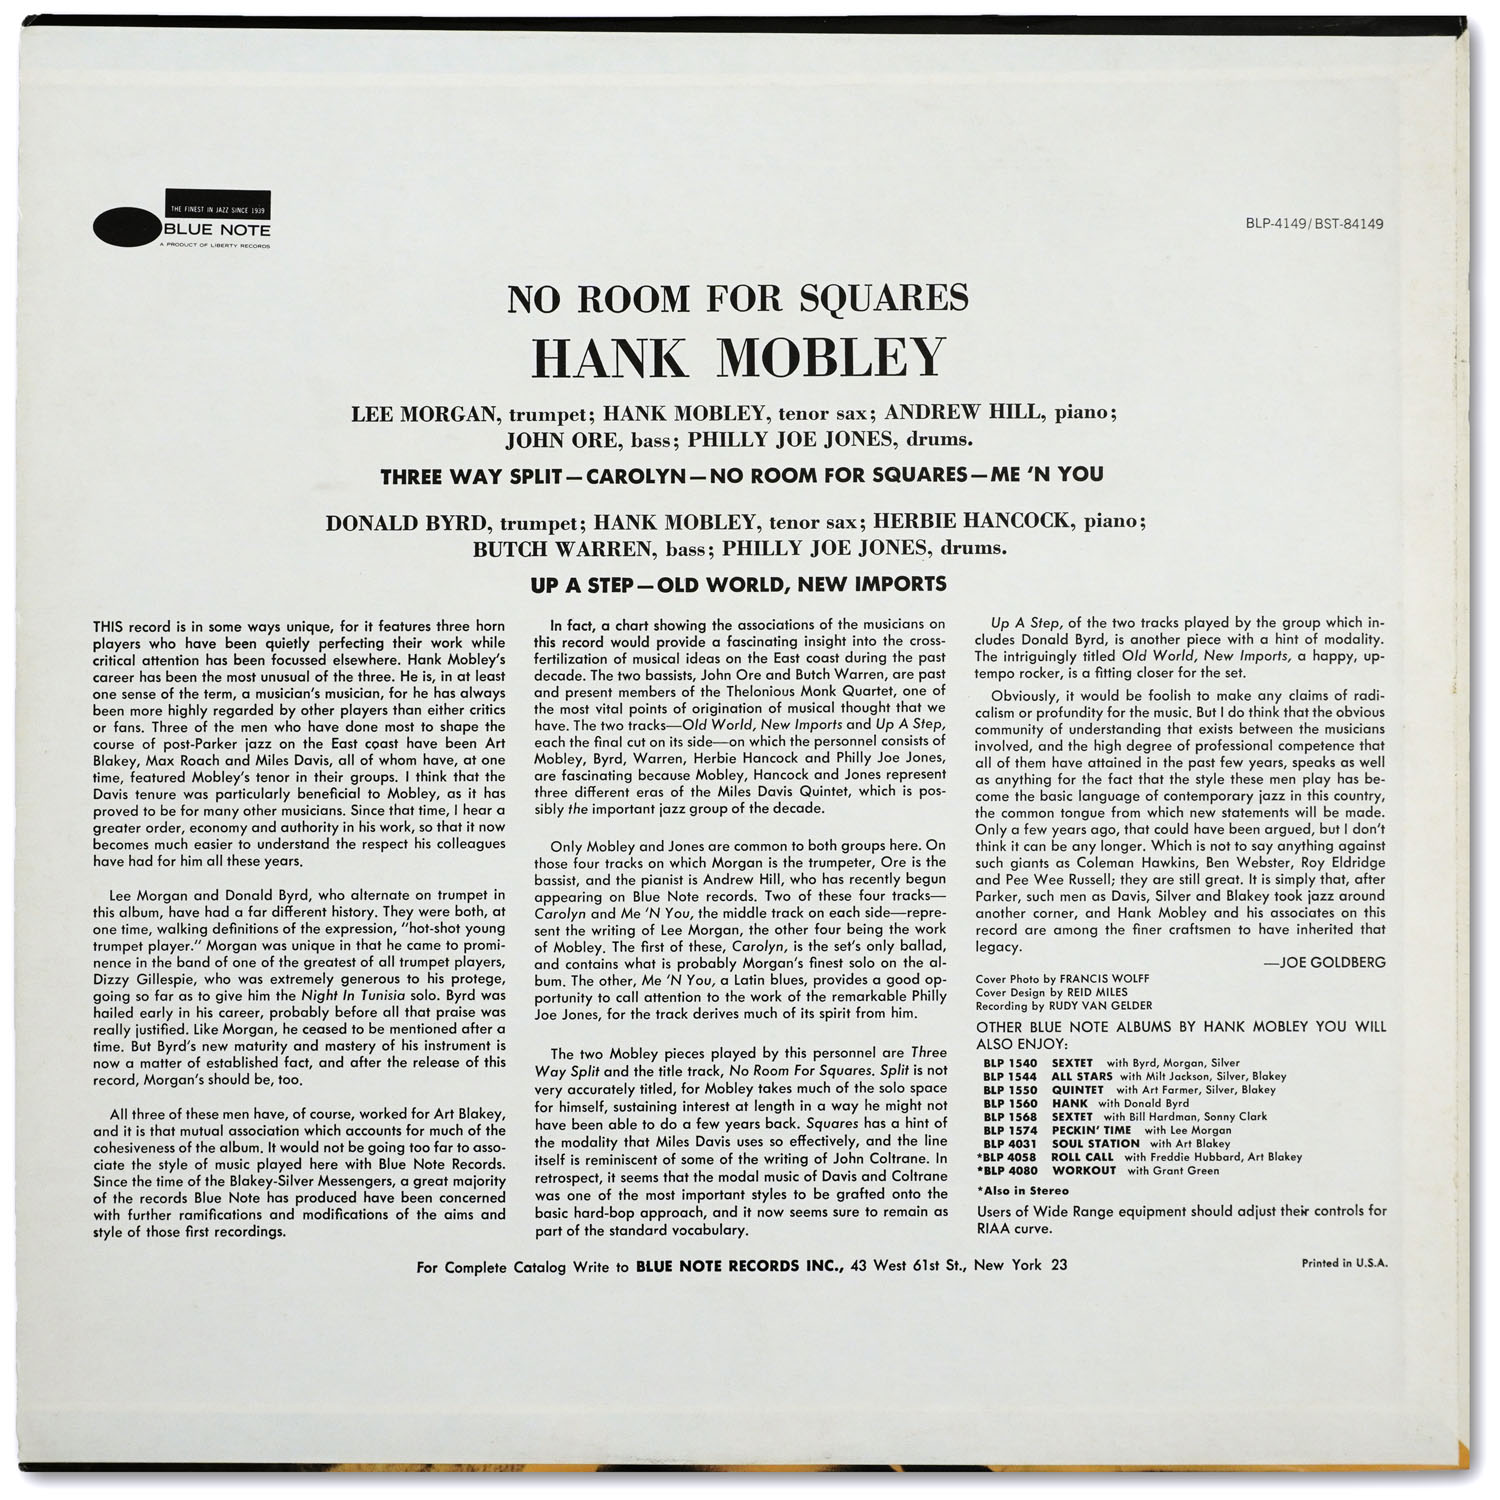 THE FINEST IN JAZZ SINCE 1939
BLUE NOTE
A PRODUCT OF LIBERTY RECORDS
BLP-4149/BST-84149
NO ROOM FOR SQUARES
HANK MOBLEY
LEE MORGAN, trumpet; HANK MOBLEY, tenor sax; ANDREW HILL, piano;
JOHN ORE, bass; PHILLY JOE JONES, drums.
THREE WAY SPLIT—CAROLYN—NO ROOM FOR SQUARES—ME 'N YOU
DONALD BYRD, trumpet; HANK MOBLEY, tenor sax; HERBIE HANCOCK, piano;
BUTCH WARREN, bass; PHILLY JOE JONES, drums.
UP A STEP—OLD WORLD, NEW IMPORTS
THIS record is in some ways unique, for it features three horn
players who have been quietly perfecting their work while
critical attention has been focussed elsewhere. Hank Mobley's
career has been the most unusual of the three. He is, in at least
one sense of the term, a musician's musician, for he has always
been more highly regarded by other players than either critics
or fans. Three of the men who have done most to shape the
course of post-Parker jazz on the East coast have been Art
Blakey, Max Roach and Miles Davis, all of whom have, at one
time, featured Mobley's tenor in their groups. I think that the
Davis tenure was particularly beneficial to Mobley, as it has
proved to be for many other musicians. Since that time, I hear a
greater order, economy and authority in his work, so that it now
becomes much easier to understand the respect his colleagues
have had for him all these years.
Lee Morgan and Donald Byrd, who alternate on trumpet in
this album, have had a far different history. They were both, at
one time, walking definitions of the expression, "hot-shot young
trumpet player." Morgan was unique in that he came to promi-
nence in the band of one of the greatest of all trumpet players,
Dizzy Gillespie, who was extremely generous to his protege,
going so far as to give him the Night In Tunisia solo. Byrd was
hailed early in his career, probably before all that praise was
really justified. Like Morgan, he ceased to be mentioned after a
time. But Byrd's new maturity and mastery of his instrument is
now a matter of established fact, and after the release of this
record, Morgan's should be, too.
All three of these men have, of course, worked for Art Blakey,
and it is that mutual association which accounts for much of the
cohesiveness of the album. It would not be going too far to asso-
ciate the style of music played here with Blue Note Records.
Since the time of the Blakey-Silver Messengers, a great majority
of the records Blue Note has produced have been concerned
with further ramifications and modifications of the aims and
style of those first recordings.
In fact, a chart showing the associations of the musicians on
this record would provide a fascinating insight into the cross-
fertilization of musical ideas on the East coast during the past
decade. The two bassists, John Ore and Butch Warren, are past
and present members of the Thelonious Monk Quartet, one of
the most vital points of origination of musical thought that we
have. The two tracks—Old World, New Imports and Up A Step,
each the final cut on its side—on which the personnel consists of
Mobley, Byrd, Warren, Herbie Hancock and Philly Joe Jones,
are fascinating because Mobley, Hancock and Jones represent
three different eras of the Miles Davis Quintet, which is pos-
sibly the important jazz group of the decade.
Only Mobley and Jones are common to both groups here. On
those four tracks on which Morgan is the trumpeter, Ore is the
bassist, and the pianist is Andrew Hill, who has recently begun
appearing on Blue Note records. Two of these four tracks—
Carolyn and Me 'N You, the middle track on each side—repre-
sent the writing of Lee Morgan, the other four being the work
of Mobley. The first of these, Carolyn, is the set's only ballad,
and contains what is probably Morgan's finest solo on the al-
bum. The other, Me 'N You, a Latin blues, provides a good op-
portunity to call attention to the work of the remarkable Philly
Joe Jones, for the track derives much of its spirit from him.
The two Mobley pieces played by this personnel are Three
Way Split and the title track, No Room For Squares. Split is not
very accurately titled, for Mobley takes much of the solo space
for himself, sustaining interest at length in a way he might not
have been able to do a few years back. Squares has a hint of
the modality that Miles Davis uses so effectively, and the line
itself is reminiscent of some of the writing of John Coltrane. In
retrospect, it seems that the modal music of Davis and Coltrane
was one of the most important styles to be grafted onto the
basic hard-bop approach, and it now seems sure to remain as
part of the standard vocabulary.
Up A Step, of the two tracks played by the group which in-
cludes Donald Byrd, is another piece with a hint of modality.
The intriguingly titled Old World, New Imports, a happy, up-
tempo rocker, is a fitting closer for the set.
Obviously, it would be foolish to make any claims of radi-
calism or profundity for the music. But I do think that the obvious
community of understanding that exists between the musicians
involved, and the high degree of professional competence that
all of them have attained in the past few years, speaks as well
as anything for the fact that the style these men play has be-
come the basic language of contemporary jazz in this country,
the common tongue from which new statements will be made.
Only a few years ago, that could have been argued, but I don't
think it can be any longer. Which is not to say anything against
such giants as Coleman Hawkins, Ben Webster, Roy Eldridge
and Pee Wee Russell; they are still great. It is simply that, after
Parker, such men as Davis, Silver and Blakey took jazz around
another corner, and Hank Mobley and his associates on this
record are among the finer craftsmen to have inherited that
legacy.
—JOE GOLDBERG
Cover Photo by FRANCIS WOLFF
Cover Design by REID MILES
Recording by RUDY VAN GELDER
OTHER BLUE NOTE ALBUMS BY HANK MOBLEY YOU WILL
ALSO ENJOY:
BLP 1540 SEXTET with Byrd, Morgan, Silver
BLP 1544 ALL STARS with Milt Jackson, Silver, Blakey
BLP 1550 QUINTET with Art Farmer, Silver, Blakey
BLP 1560 HANK with Donald Byrd
BLP 1568 SEXTET with Bill Hardman, Sonny Clark
BLP 1574 PECKIN' TIME with Lee Morgan
BLP 4031 SOUL STATION with Art Blakey
*BLP 4058 ROLL CALL with Freddie Hubbard, Art Blakey
*BLP 4080 WORKOUT with Grant Green
*Also in Stereo
Users of Wide Range equipment should adjust their controls for
RIAA curve.
For Complete Catalog Write to BLUE NOTE RECORDS INC., 43 West 61st St., New York 23
Printed in U.S.A.